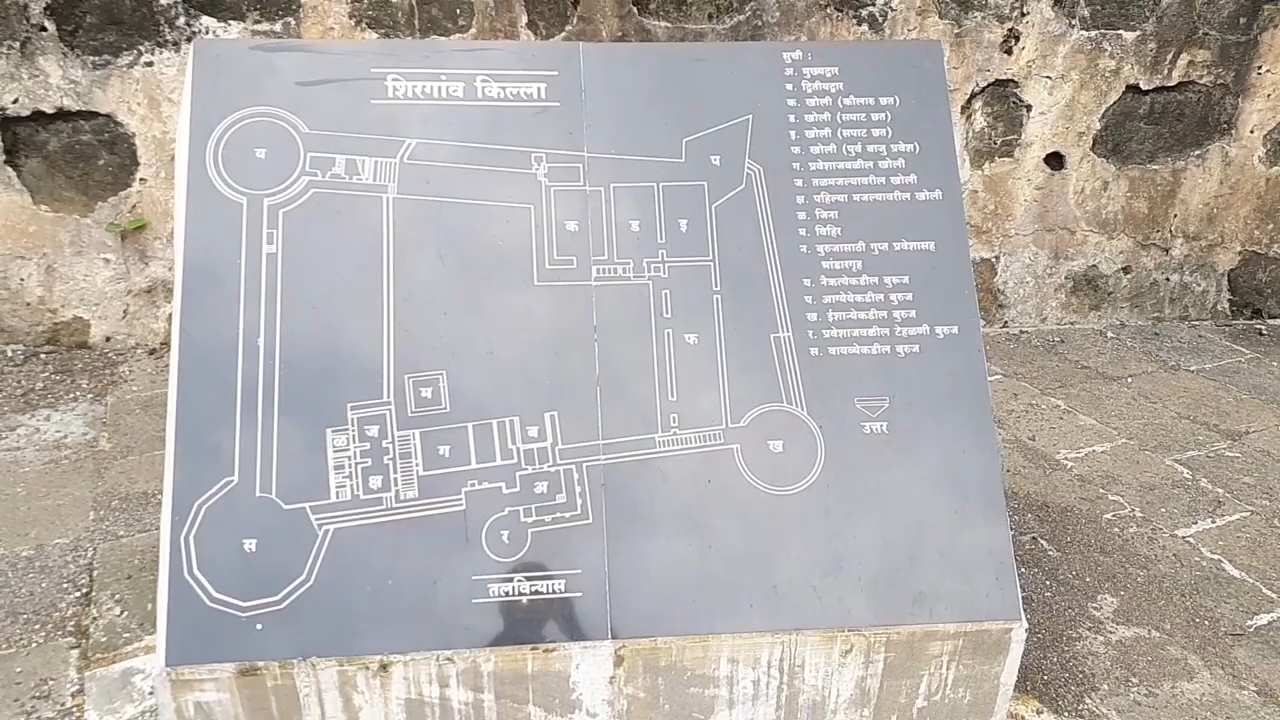 शिरगांव किल्ला
सुची :
अ. मुख्यद्वार
ब. द्वितीयद्वार
क. खोली (कौलारु छत)
ड. खोली (सपाट छत)
इ. खोली (सपाट छत)
फ. खोली (पुर्व बाजु प्रवेश)
ग. प्रवेशाजवळील खोली
ज. तळमजल्यावरील खोली
क्ष. पहिल्या मजल्यावरील खोली
ळ. जिना
म. विहिर
न. बुरुजासाठी गुप्त प्रवेशासह
भांडारगृह
य. नैऋत्येकडील बुरूज
प. आग्येयेकडील बुरुज
ख. ईशान्येकडील बुरुज
र. प्रवेशाजवळील टेहळणी बुरुज
स. वायव्येकडील बुरुज
उत्तर
य
प
क
ड
इ
फ
म
ळ
ज
क्ष
ग
ब
अ
ख
र
स
तलविन्यास